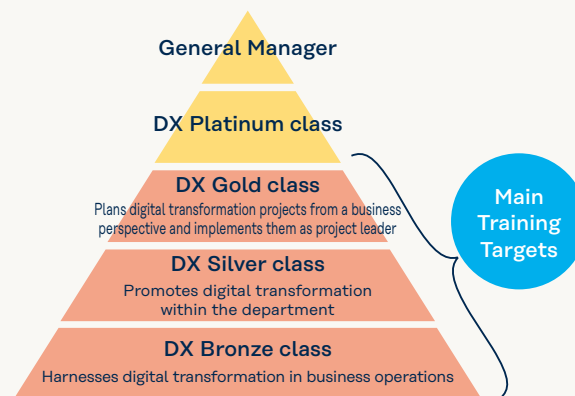 General Manager
DX Platinum class
DX Gold class
Plans digital transformation projects from a business
perspective and implements them as project leader
DX Silver class
Promotes digital transformation
within the department
DX Bronze class
Harnesses digital transformation in business operations
Main
Training
Targets